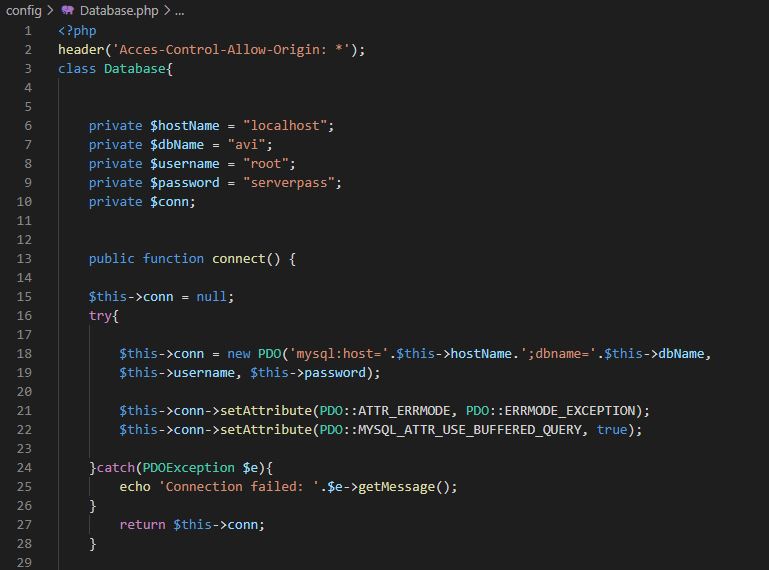 config > Database.php > ...
1 <?php
2 header('Acces-Control-Allow-Origin: *');
3 class Database{
4
5
6 private $hostName = "localhost";
7 private $dbName = "avi";
8 private $username = "root";
9 private $password = "serverpass";
10 private $conn;
11
12
13 public function connect() {
14
15 $this->conn = null;
16 try{
17
18 $this->conn = new PDO('mysql:host='.$this->hostName.';dbname='.$this->dbName,
19 $this->username, $this->password);
20
21 $this->conn->setAttribute(PDO::ATTR_ERRMODE, PDO::ERRMODE_EXCEPTION);
22 $this->conn->setAttribute(PDO::MYSQL_ATTR_USE_BUFFERED_QUERY, true);
23
24 }catch(PDOException $e){
25 echo 'Connection failed: '.$e->getMessage();
26 }
27 return $this->conn;
28 }
29